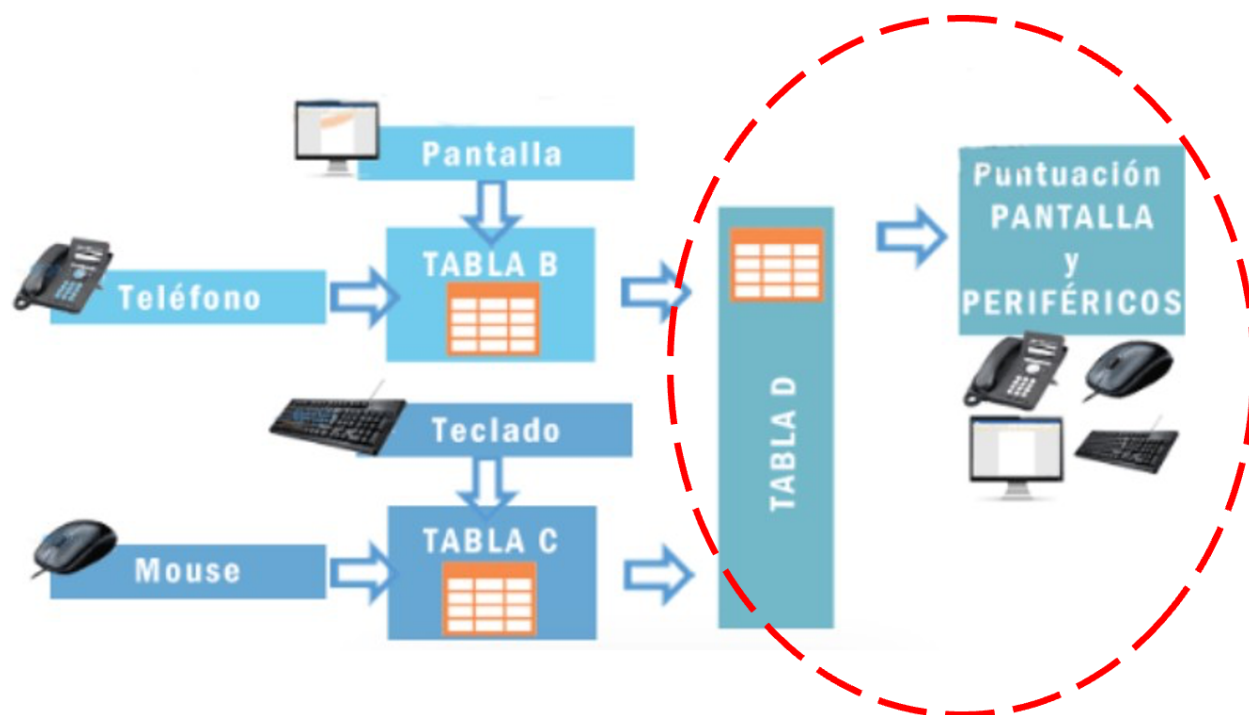 Pantalla
TABLA B
Teléfono
Teclado
TABLA C
Mouse
TABLA D
Puntuación
PANTALLA
y
PERIFÉRICOS